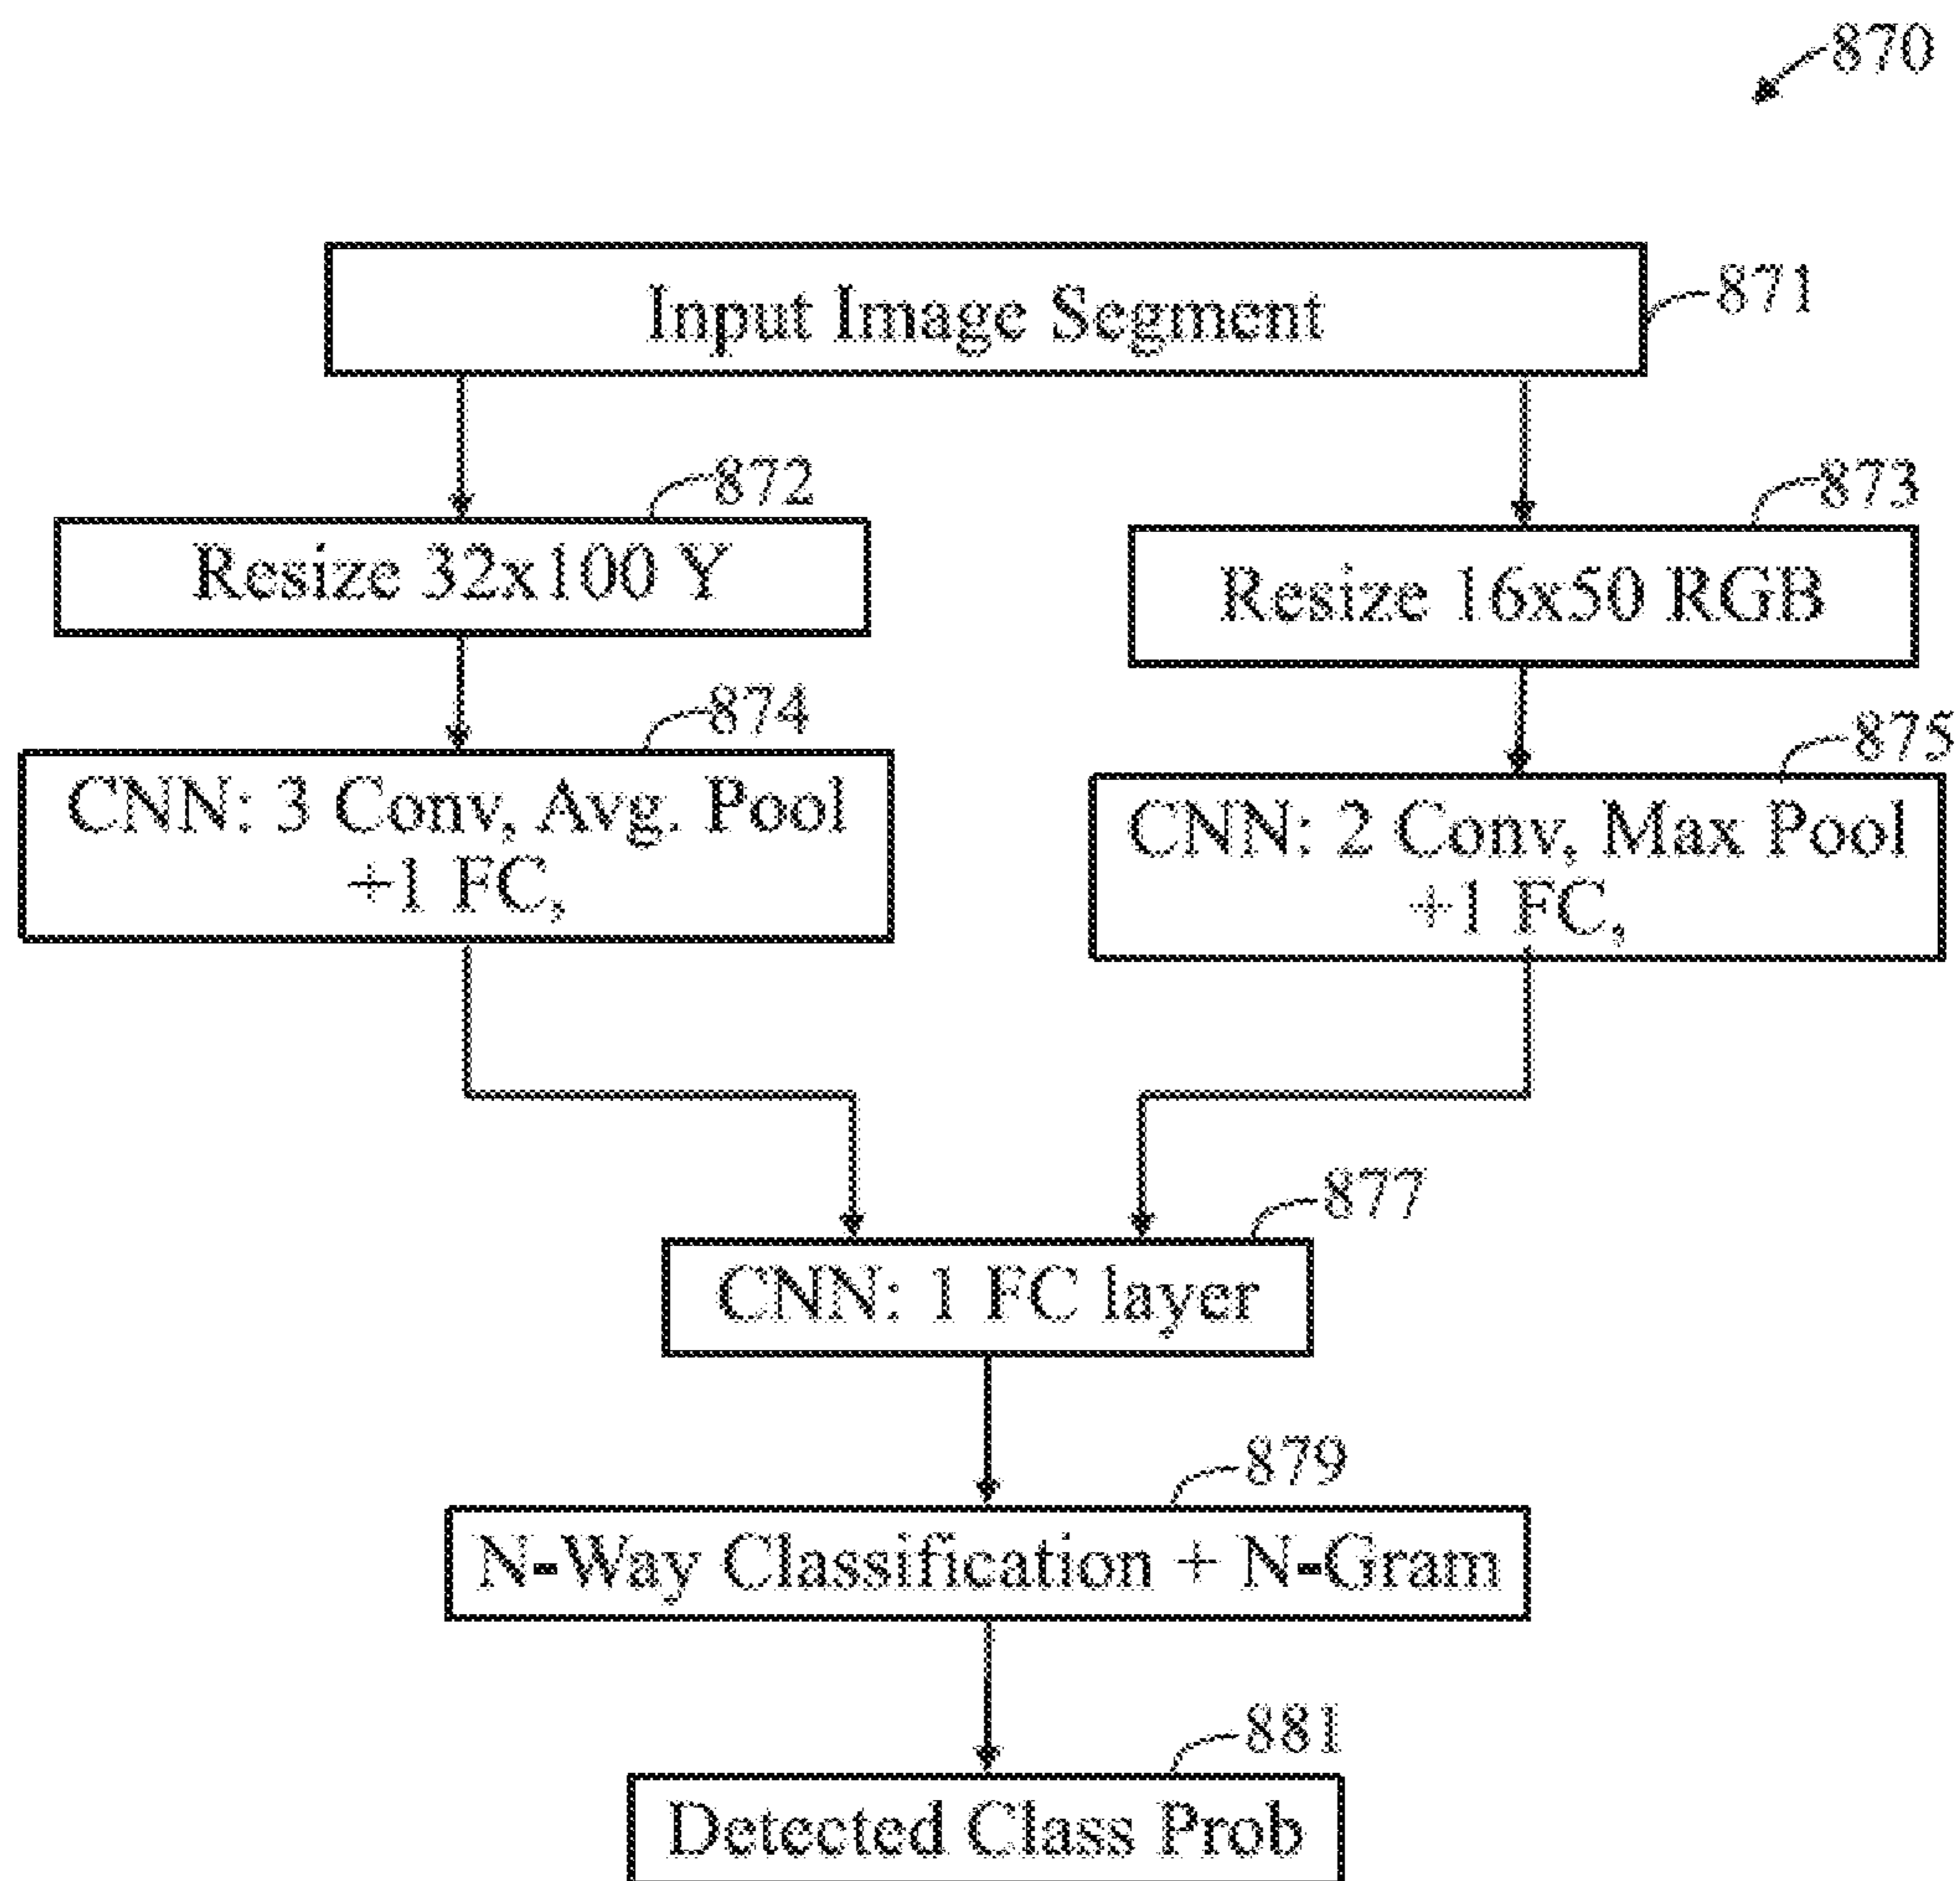 870
Input Image Segment
871
872
873
Resize 32x100 Y
Resize 16x50 RGB
874
875
CNN: 3 Conv, Avg. Pool
+1 FC,
CNN: 2 Conv, Max Pool
+1 FC,
877
CNN: 1 FC layer
879
N-Way Classification + N-Gram
881
Detected Class Prob